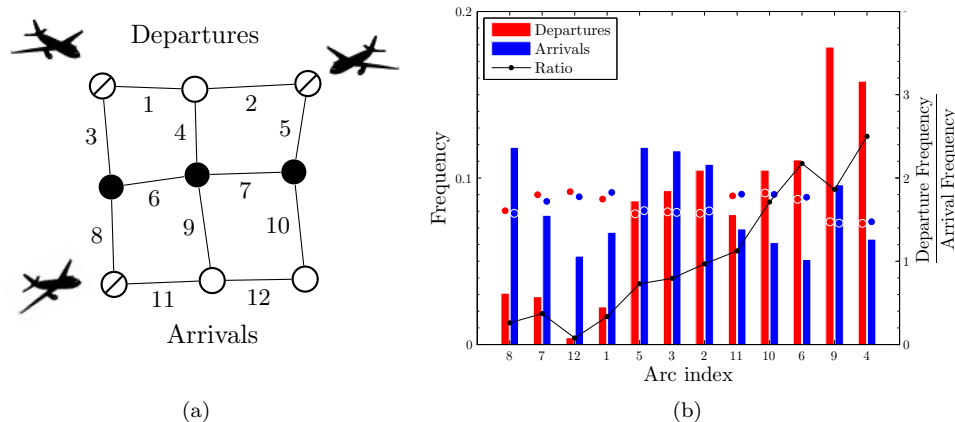 Departures
1
2
3
4
5
6
7
8
9
10
11
12
Arrivals
(a)
0.2
0.1
0
Frequency
Departures
Arrivals
Ratio
3
2
1
0
Departure Frequency
Arrival Frequency
8 7 12 1 5 3 2 11 10 6 9 4
Arc index
(b)